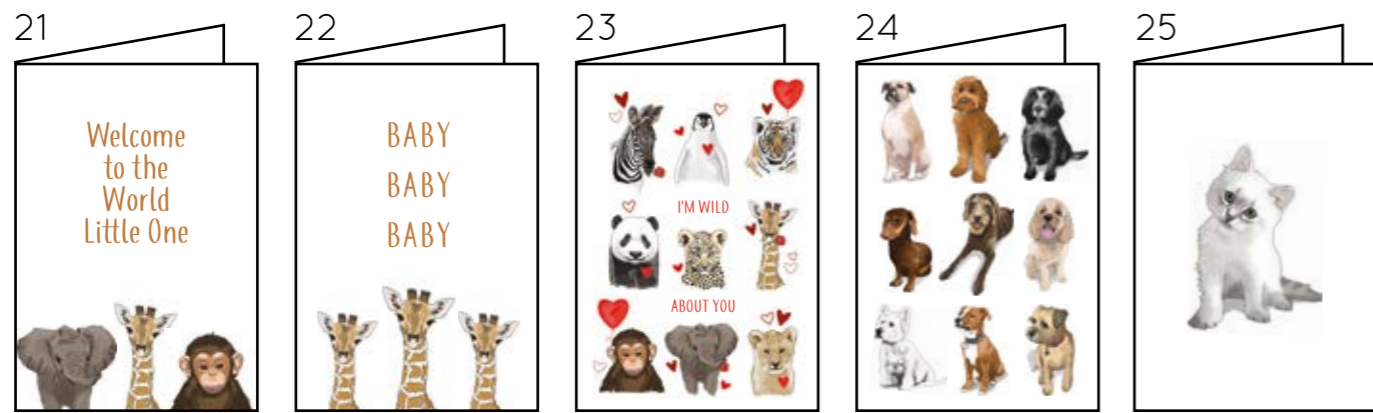 21
22
23
24
25
Welcome
to the
World
Little One
BABY
BABY
BABY
I'M WILD
ABOUT YOU